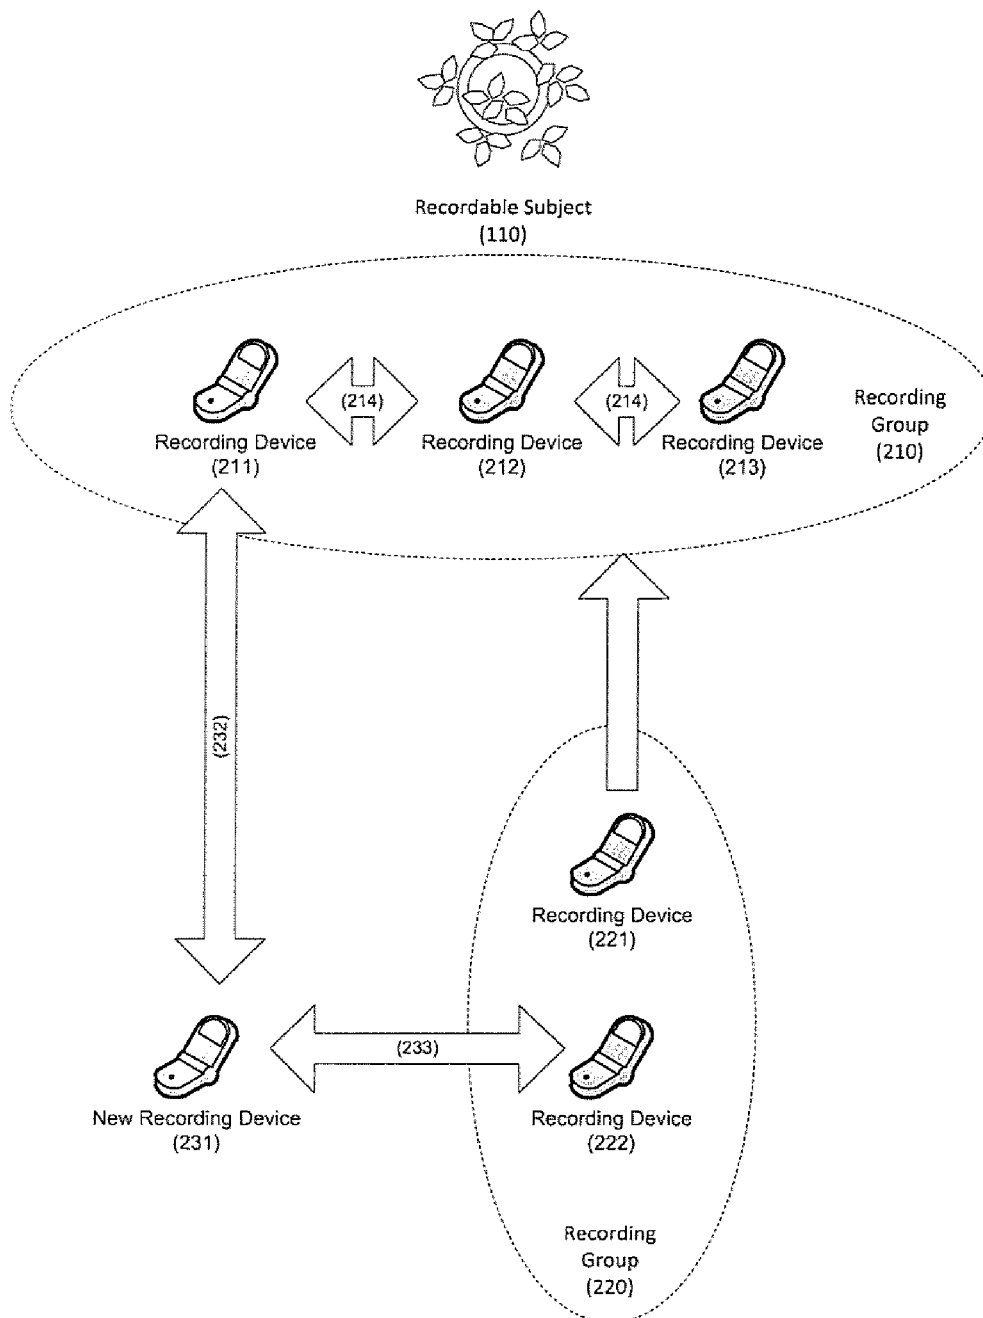 Recordable Subject
(110)
(214)
(214)
Recording Device
(211)
Recording Device
(212)
Recording Device
(213)
Recording
Group
(210)
(232)
Recording Device
(221)
(233)
New Recording Device
(231)
Recording Device
(222)
Recording
Group
(220)